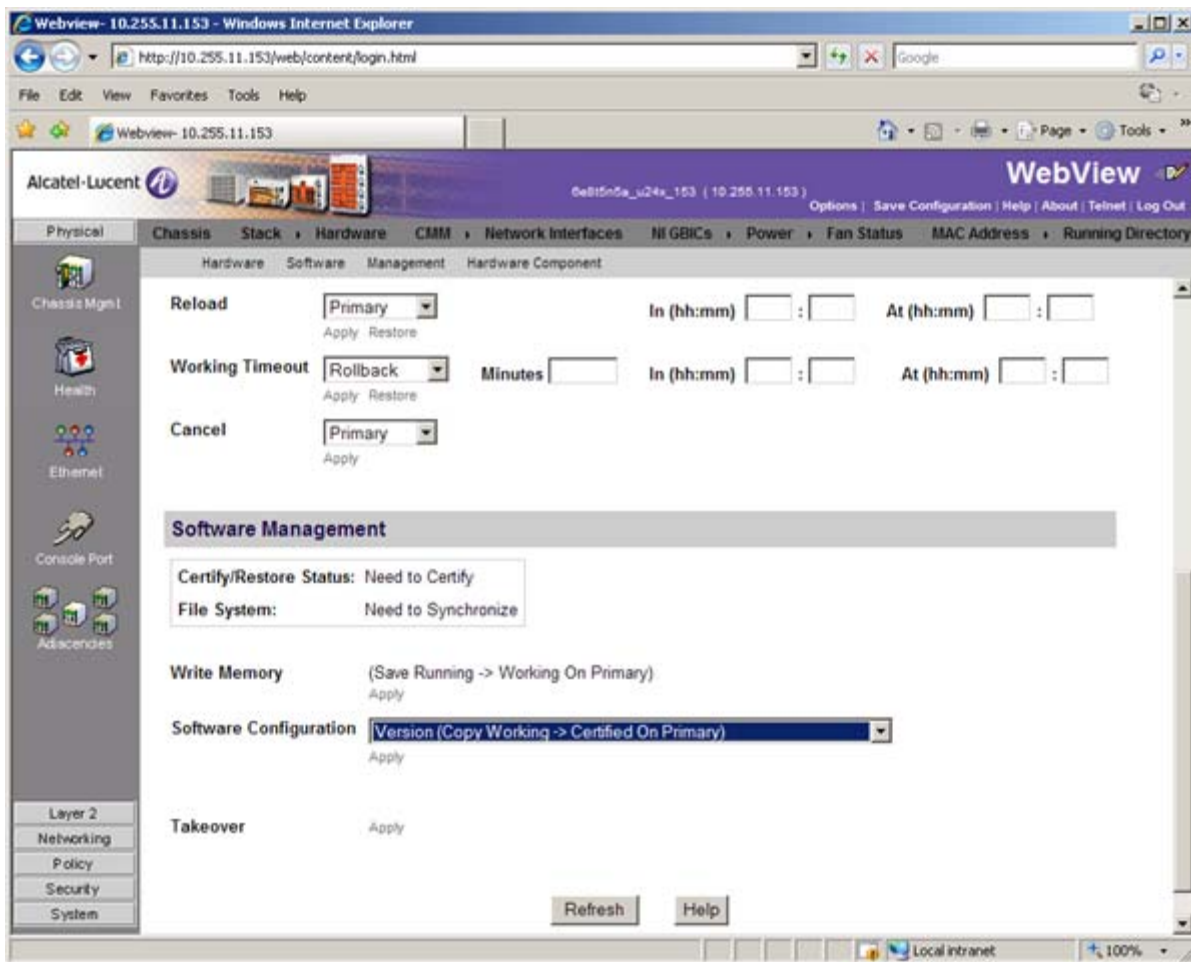 Webview- 10.255.11.153 - Windows Internet Explorer
http://10.255.11.153/web/content/login.html
Google
File Edit View Favorites Tools Help
Webview- 10.255.11.153
Page Tools
Alcatel-Lucent
WebView
(10.255.11.153)
Options | Save Configuration | Help | About | Telnet | Log Out
Physical
Chassis Stack Hardware CMM Network Interfaces NI GBICs Power Fan Status MAC Address Running Directory
Hardware Software Management Hardware Component
Chassis Mgmt
Reload Primary In (hh:mm) : At (hh:mm) :
Apply Restore
Health
Working Timeout Rollback Minutes In (hh:mm) : At (hh:mm) :
Apply Restore
Ethernet
Cancel Primary
Apply
Console Port
Adjacencies
Software Management
Certify/Restore Status: Need to Certify
File System: Need to Synchronize
Write Memory (Save Running -> Working On Primary)
Apply
Software Configuration Version (Copy Working -> Certified On Primary)
Apply
Takeover Apply
Layer 2
Networking
Policy
Security
System
Refresh Help
Local intranet 100%